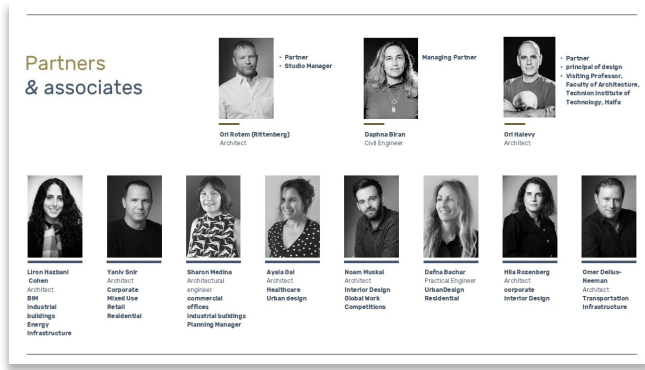 Partners
& associates
• Partner
• Studio Manager
Ori Rotem (Rittenberg)
Architect
Managing Partner
Daphna Biran
Civil Engineer
• Partner
• principal of design
• Visiting Professor,
Faculty of Architecture,
Technion Institute of
Technology, Haifa
Ori Halevy
Architect
Liron Hazbani
Cohen
Architect
BIM
Industrial
buildings
Energy
Infrastructure
Yaniv Snir
Architect
Corporate
Mixed Use
Retail
Residential
Sharon Medina
Architectural
engineer
commercial
offices
Industrial buildings
Planning Manager
Ayala Gal
Architect
Healthcare
Urban design
Noam Muskal
Architect
Interior Design
Global Work
Competitions
Dafna Bachar
Practical Engineer
UrbanDesign
Residential
Hila Rozenberg
Architect
corporate
Interior Design
Omer Delius-
Neeman
Architect
Transportation
Infrastructure